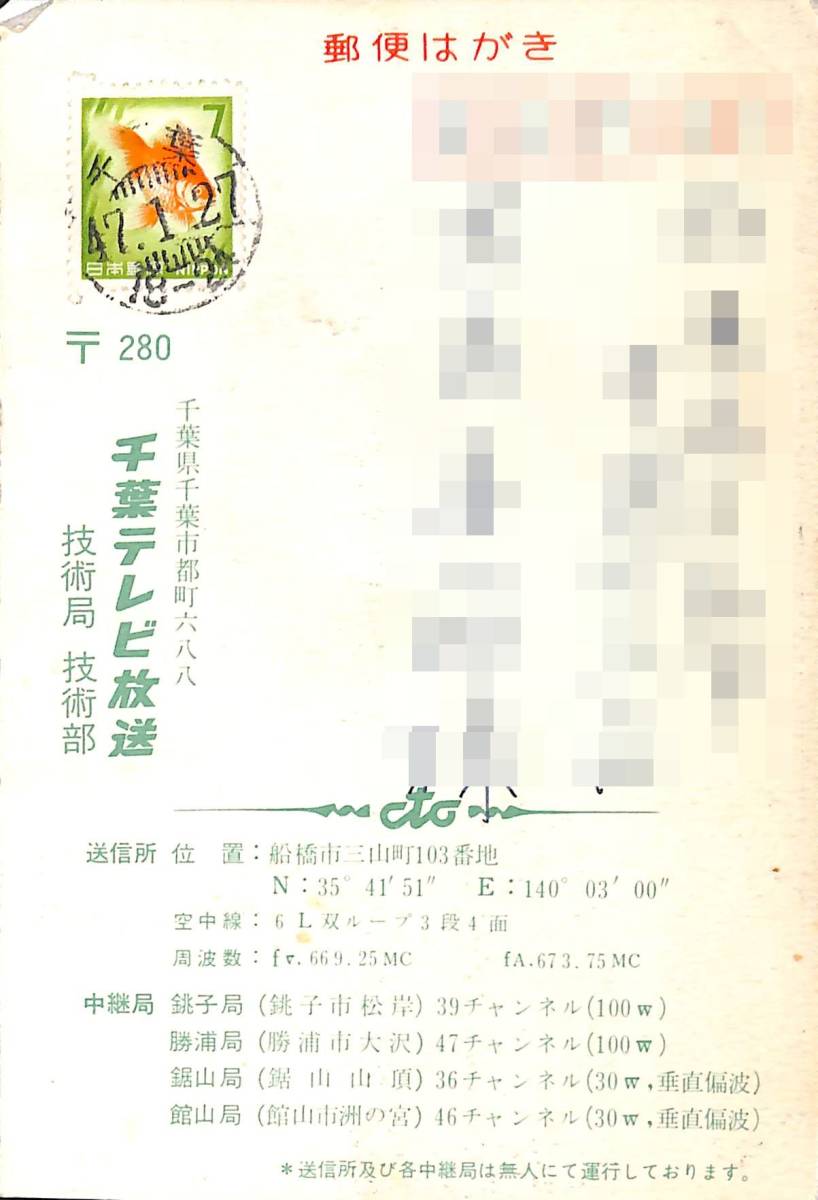 郵便はがき
7
千葉
47.1.27
日本郵便 NIPPON
〒 280
千葉県千葉市都町六八八
千葉テレビ放送
技術局 技術部
ctc
送信所 位置：船橋市三山町103番地
N：35° 41′ 51″ E：140° 03′ 00″
空中線：6 L双ループ3段4面
周波数：fv. 669.25MC fA.673.75MC
中継局 銚子局 (銚子市松岸) 39チャンネル(100w)
勝浦局 (勝浦市大沢) 47チャンネル(100w)
鋸山局 (鋸山山頂) 36チャンネル(30w,垂直偏波)
館山局 (館山市洲の宮) 46チャンネル(30w,垂直偏波)
*送信所及び各中継局は無人にて運行しております。